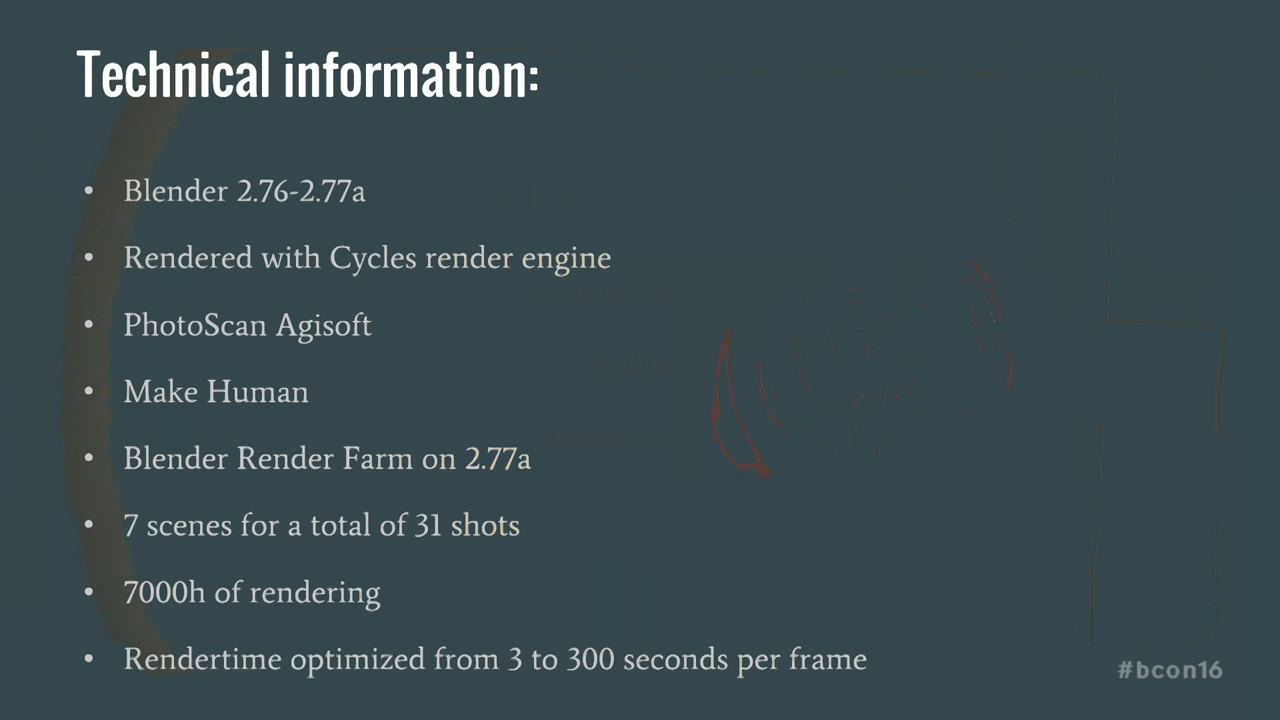 Technical information:
• Blender 2.76-2.77a
• Rendered with Cycles render engine
• PhotoScan Agisoft
• Make Human
• Blender Render Farm on 2.77a
• 7 scenes for a total of 31 shots
• 7000h of rendering
• Rendertime optimized from 3 to 300 seconds per frame
#bcon16